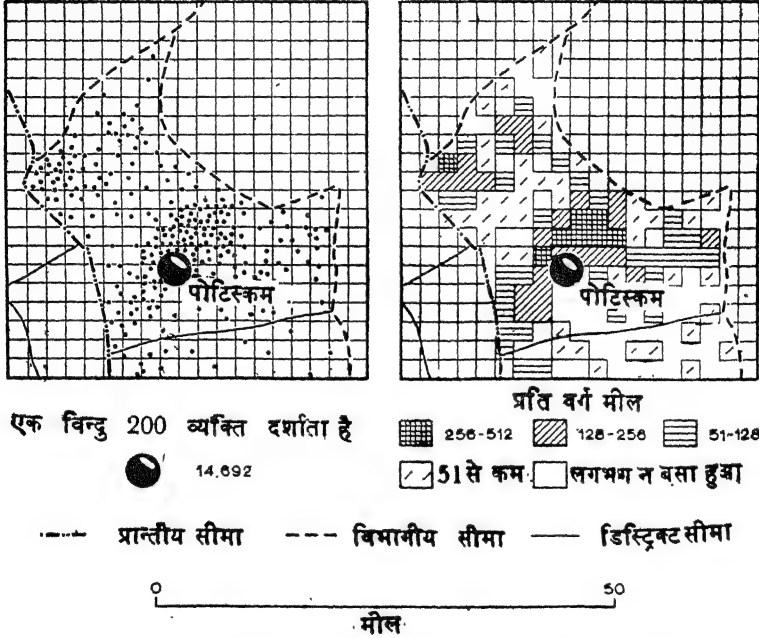 पोटिस्कम
पोटिस्कम
एक विन्दु 200 व्यक्ति दर्शाता है
14,692
प्रति वर्ग मील
256-512 128-256 51-128
51 से कम लगभग न बसा हुआ
प्रान्तीय सीमा विभागीय सीमा डिस्ट्रिक्ट सीमा
0 50
मील